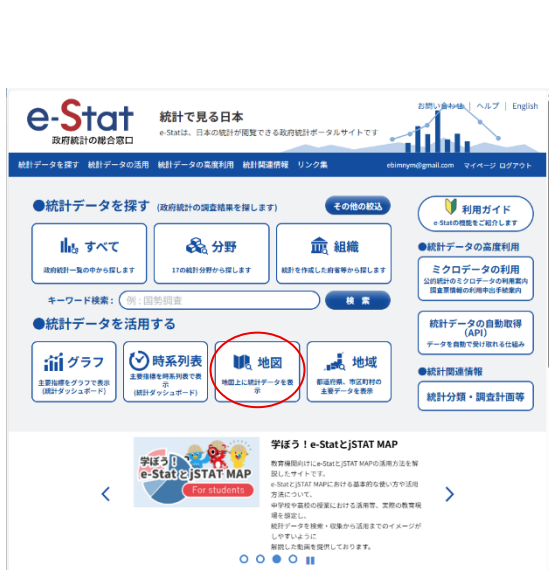 e-Stat
政府統計の総合窓口
統計で見る日本
e-Statは、日本の統計が閲覧できる政府統計ポータルサイトです
お問い合わせ | ヘルプ | English
統計データを探す 統計データの活用 統計データの高度利用 統計関連情報 リンク集
ebimnym@gmail.com マイページ ログアウト
●統計データを探す (政府統計の調査結果を探します)
その他の絞込
すべて
政府統計一覧の中から探します
分野
17の統計分野から探します
組織
統計を作成した府省等から探します
キーワード検索: 例:国勢調査
検 索
●統計データを活用する
グラフ
主要指標をグラフで表示
(統計ダッシュボード)
時系列表
主要指標を時系列表で表
示
(統計ダッシュボード)
地図
地図上に統計データを表
示
地域
都道府県、市区町村の
主要データを表示
利用ガイド
e-Statの機能をご紹介します
●統計データの高度利用
ミクロデータの利用
公的統計のミクロデータの利用案内
調査票情報の利用申出手続案内
統計データの自動取得
(API)
データを自動で受け取れる仕組み
●統計関連情報
統計分類・調査計画等
学ぼう!
e-Statとj STAT MAP
For students
学ぼう!e-StatとjSTAT MAP
教育機関向けにe-StatとjSTAT MAPの活用方法を解
説したサイトです。
e-StatとjSTAT MAPにおける基本的な使い方や活用
方法について、
中学校や高校の授業における活用等、実際の教育現
場を想定し、
統計データを検索・収集から活用までのイメージが
しやすいように
解説した動画を提供しております。